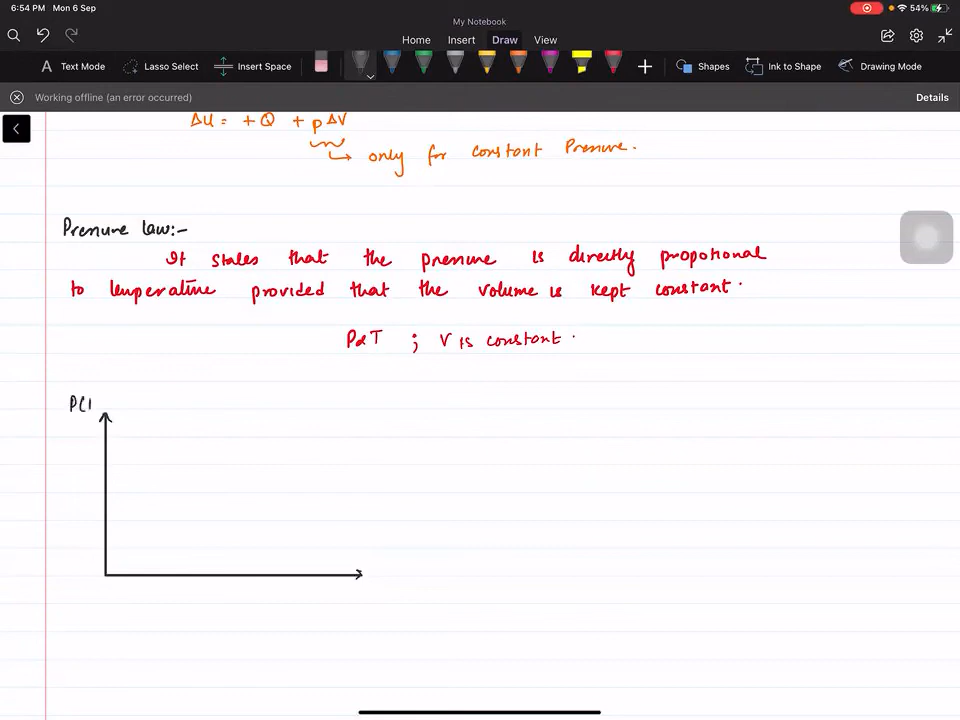 6:54 PM Mon 6 Sep
54%
My Notebook
Home Insert Draw View
Text Mode Lasso Select Insert Space Shapes Ink to Shape Drawing Mode
Working offline (an error occurred) Details
ΔU = +Q + pΔV
only for constant Pressure.
Pressure law:-
It states that the pressure is directly propotional
to temperature provided that the volume is kept constant.
P∝T ; V is constant.
P(